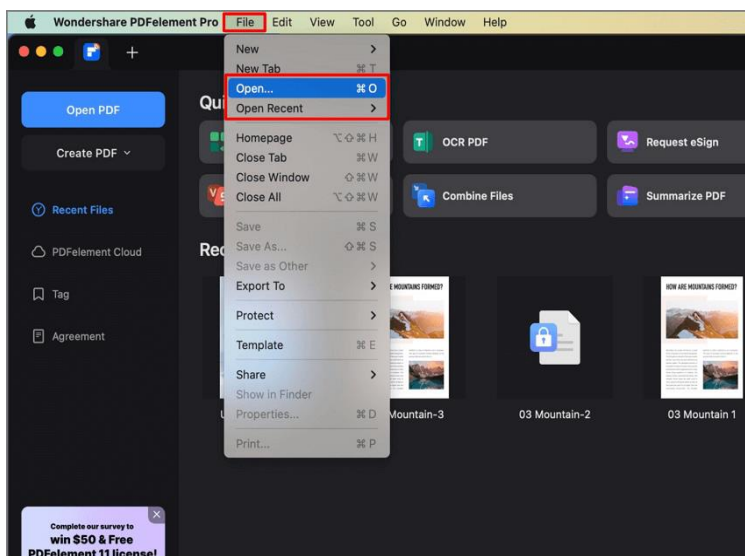 Wondershare PDFelement Pro File Edit View Tool Go Window Help
New
New Tab ⌘ T
Open... ⌘ O
Open Recent
Homepage ⌥⇧⌘ H
Close Tab ⌘ W
Close Window ⇧⌘ W
Close All ⌥⇧⌘ W
Save ⌘ S
Save As... ⇧⌘ S
Save as Other
Export To
Protect
Template ⌘ E
Share
Show in Finder
Properties... ⌘ D
Print... ⌘ P
Open PDF
Create PDF
Recent Files
PDFelement Cloud
Tag
Agreement
Complete our survey to
win $50 & Free
PDFelement 11 license!
OCR PDF Request eSign
Combine Files Summarize PDF
HOW ARE MOUNTAINS FORMED?
Mountain-3 03 Mountain-2 03 Mountain 1